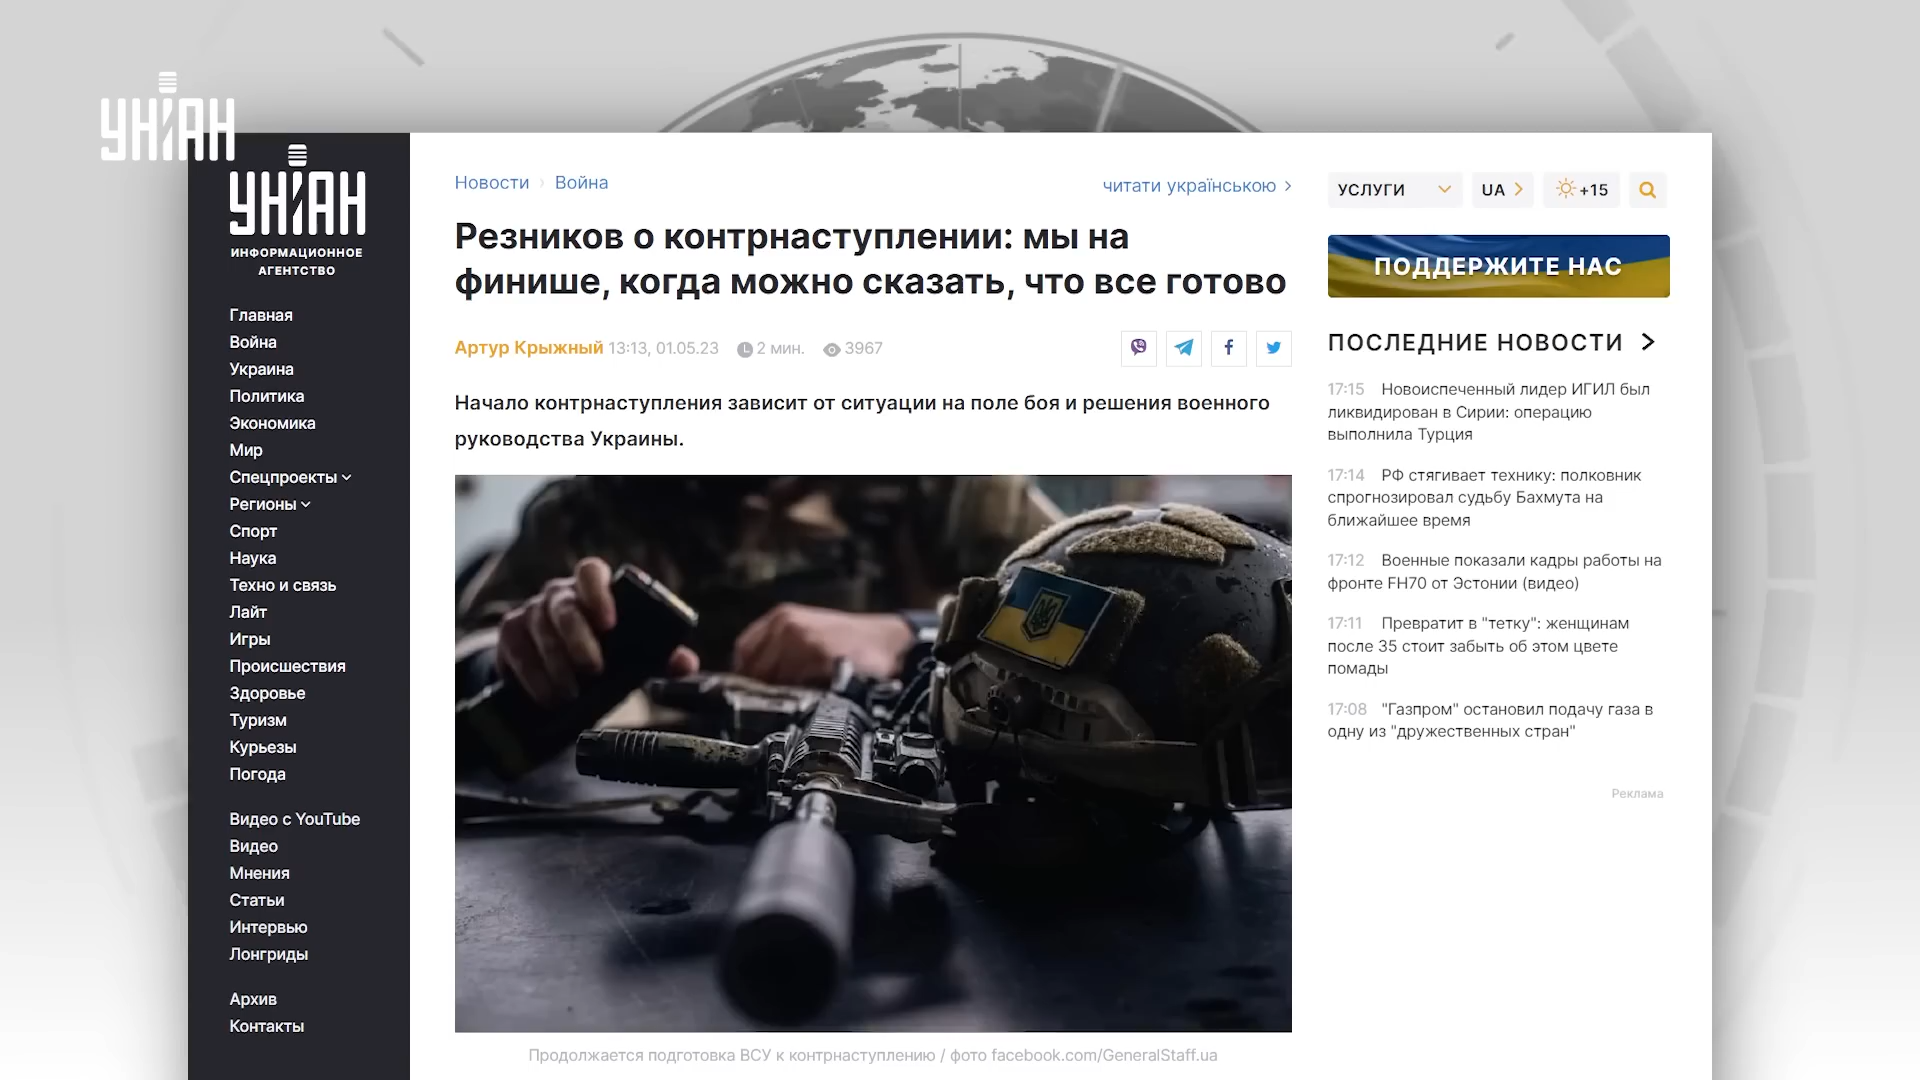 УНІАН
УНІАН
ИНФОРМАЦИОННОЕ
АГЕНТСТВО
Главная
Война
Украина
Политика
Экономика
Мир
Спецпроекты
Регионы
Спорт
Наука
Техно и связь
Лайт
Игры
Происшествия
Здоровье
Туризм
Курьезы
Погода
Видео с YouTube
Видео
Мнения
Статьи
Интервью
Лонгриды
Архив
Контакты
Новости › Война
читати українською >
Резников о контрнаступлении: мы на
финише, когда можно сказать, что все готово
Артур Крыжный 13:13, 01.05.23 2 мин. 3967
Начало контрнаступления зависит от ситуации на поле боя и решения военного
руководства Украины.
Продолжается подготовка ВСУ к контрнаступлению / фото facebook.com/GeneralStaff.ua
УСЛУГИ UA +15
ПОДДЕРЖИТЕ НАС
ПОСЛЕДНИЕ НОВОСТИ >
17:15 Новоиспеченный лидер ИГИЛ был
ликвидирован в Сирии: операцию
выполнила Турция
17:14 РФ стягивает технику: полковник
спрогнозировал судьбу Бахмута на
ближайшее время
17:12 Военные показали кадры работы на
фронте FH70 от Эстонии (видео)
17:11 Превратит в "тетку": женщинам
после 35 стоит забыть об этом цвете
помады
17:08 "Газпром" остановил подачу газа в
одну из "дружественных стран"
Реклама